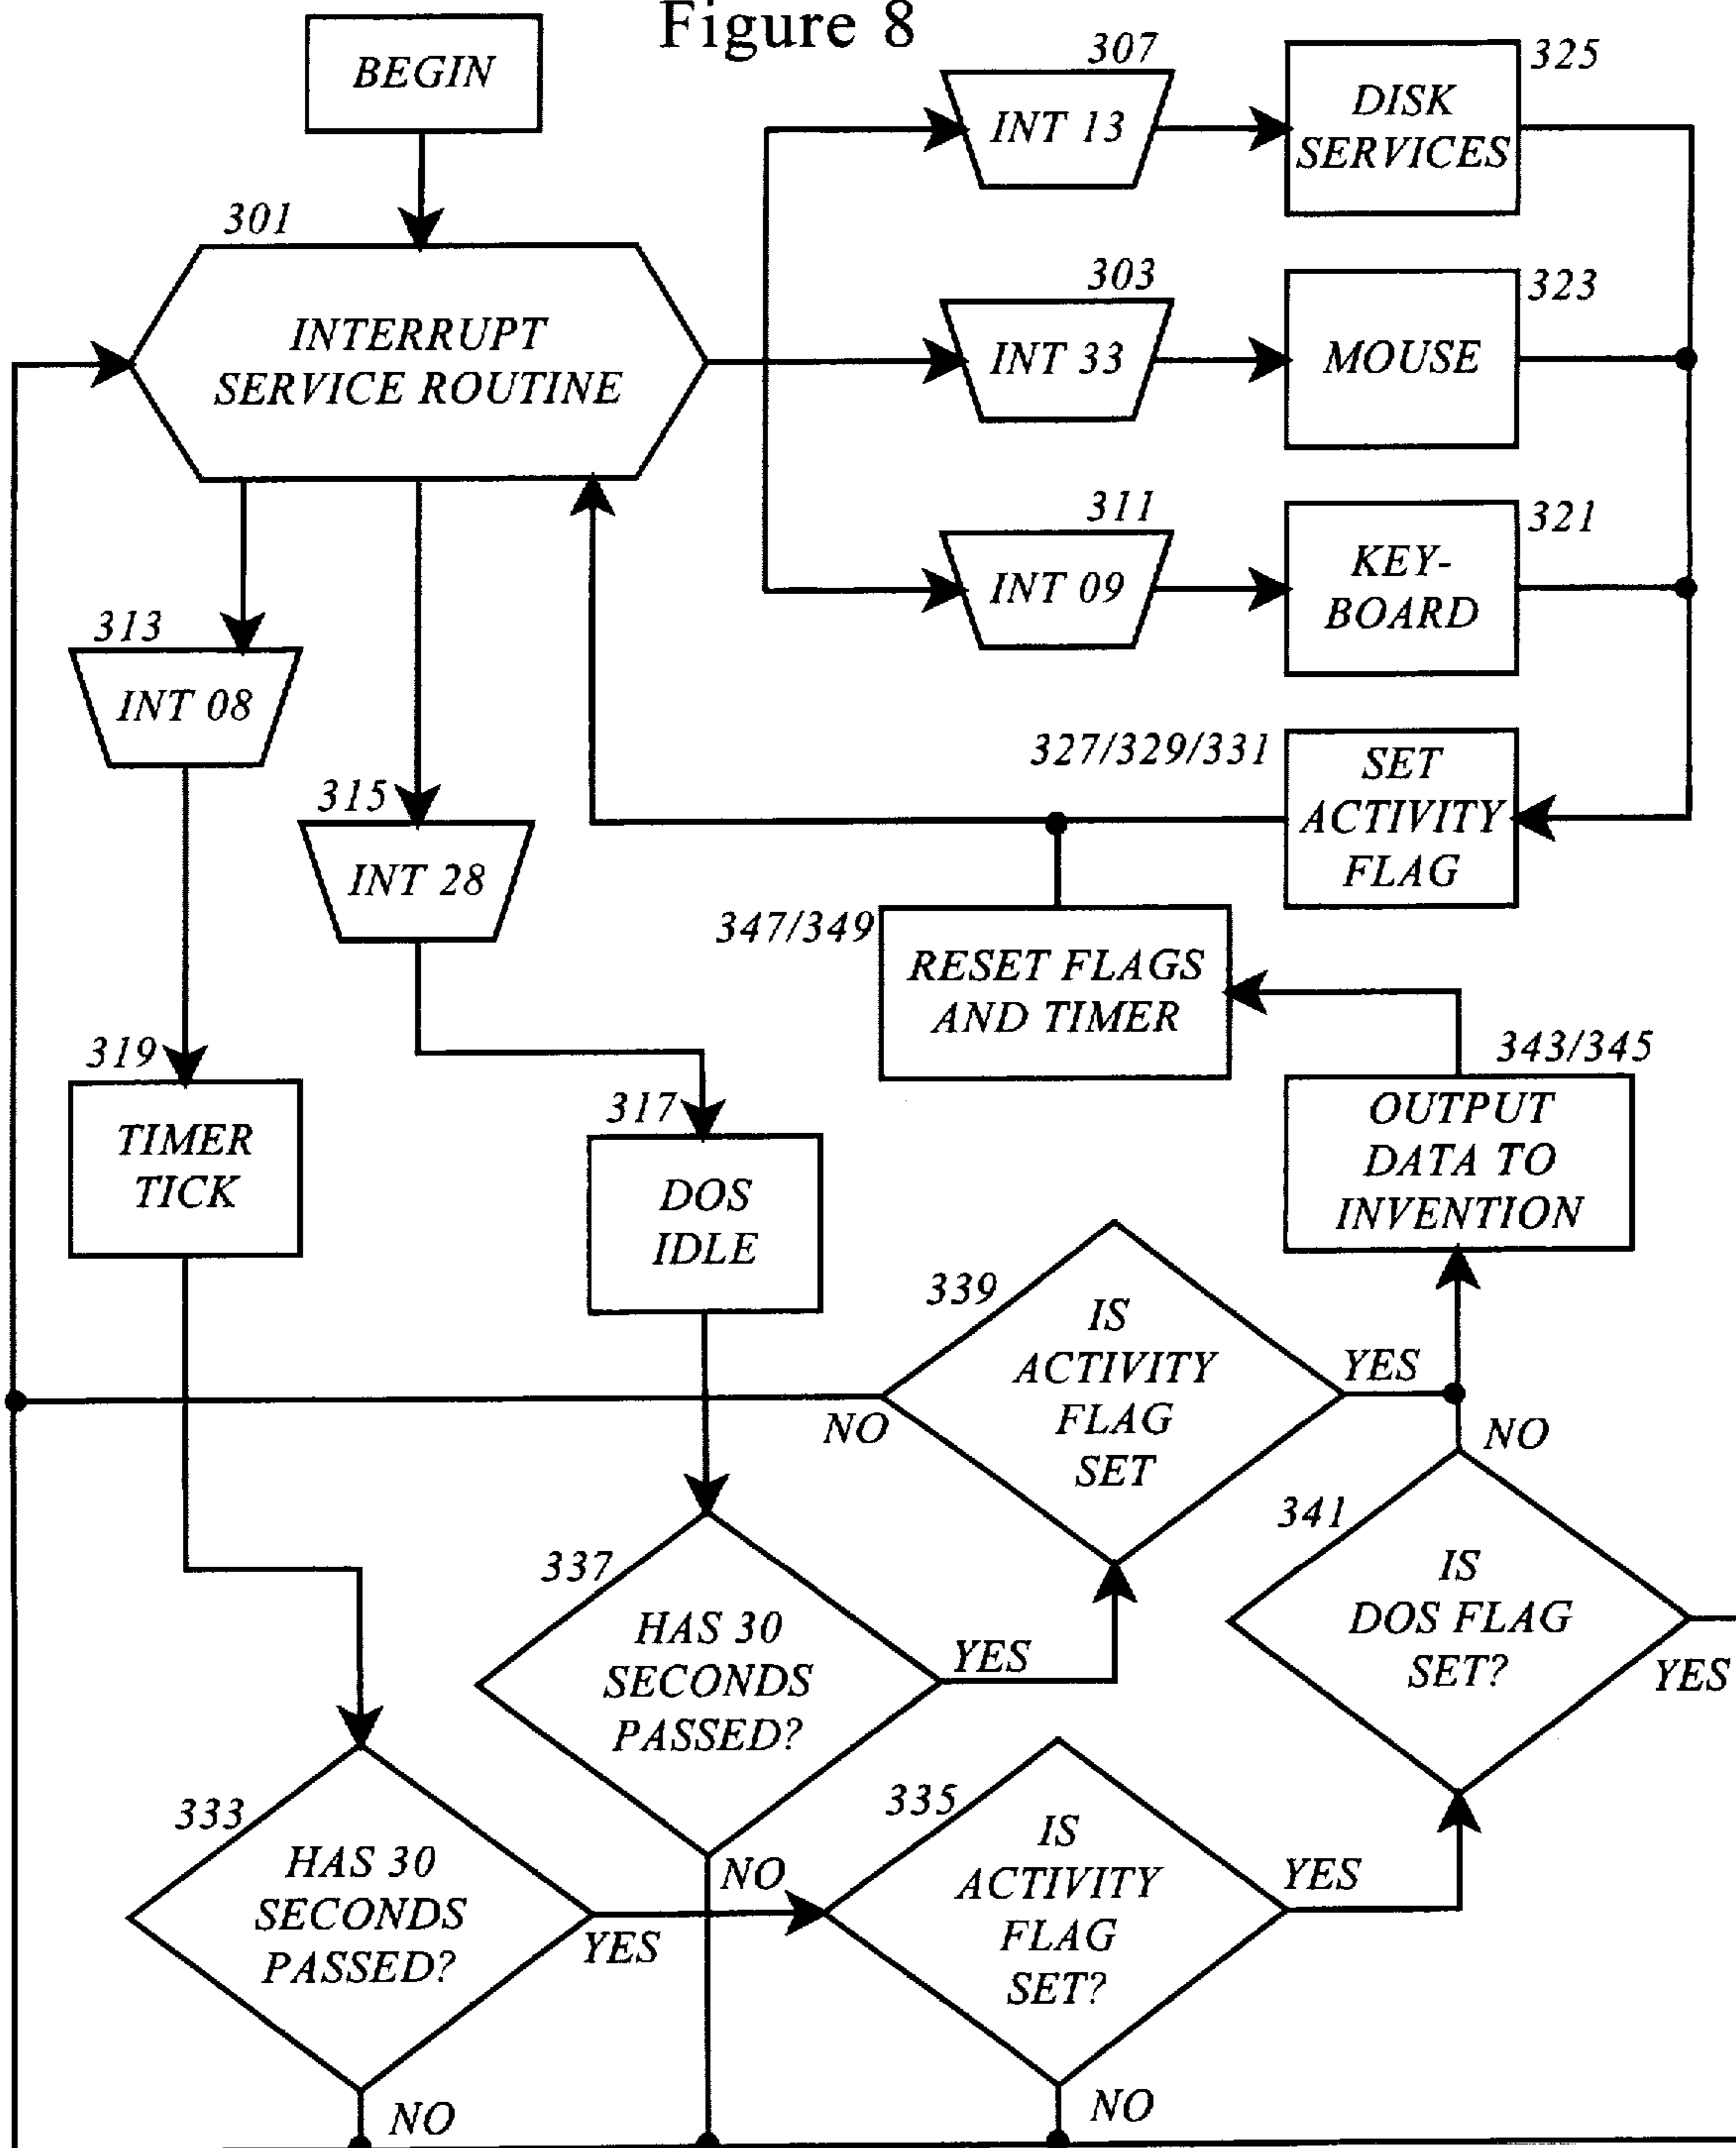 Figure 8
BEGIN
307
INT 13
325
DISK
SERVICES
301
INTERRUPT
SERVICE ROUTINE
303
INT 33
323
MOUSE
311
INT 09
321
KEY-
BOARD
313
INT 08
315
INT 28
327/329/331
SET
ACTIVITY
FLAG
347/349
RESET FLAGS
AND TIMER
319
TIMER
TICK
317
DOS
IDLE
343/345
OUTPUT
DATA TO
INVENTION
339
IS
ACTIVITY
FLAG
SET
YES
NO
NO
341
IS
DOS FLAG
SET?
YES
337
HAS 30
SECONDS
PASSED?
YES
NO
333
HAS 30
SECONDS
PASSED?
YES
NO
335
IS
ACTIVITY
FLAG
SET?
YES
NO